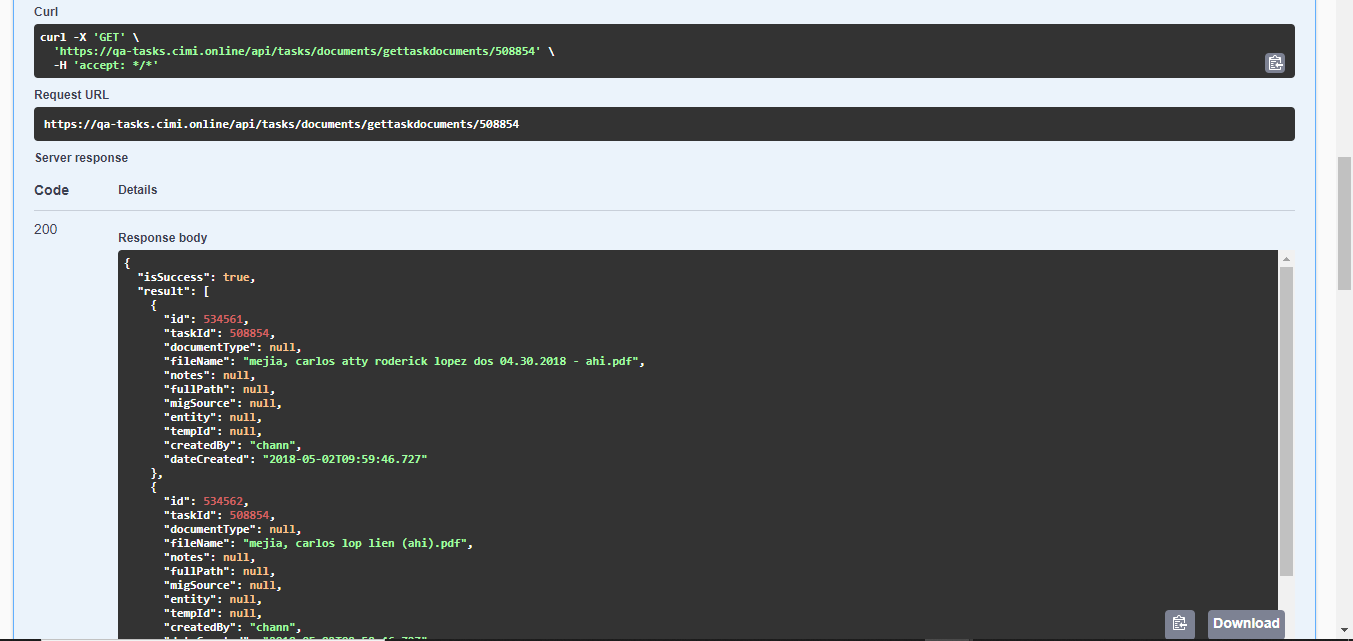 Curl
curl -X 'GET' \
  'https://qa-tasks.cimi.online/api/tasks/documents/gettaskdocuments/508854' \
  -H 'accept: */*'
Request URL
https://qa-tasks.cimi.online/api/tasks/documents/gettaskdocuments/508854
Server response
Code Details
200
Response body
{
  "isSuccess": true,
  "result": [
    {
      "id": 534561,
      "taskId": 508854,
      "documentType": null,
      "fileName": "mejia, carlos atty roderick lopez dos 04.30.2018 - ahi.pdf",
      "notes": null,
      "fullPath": null,
      "migSource": null,
      "entity": null,
      "tempId": null,
      "createdBy": "chann",
      "dateCreated": "2018-05-02T09:59:46.727"
    },
    {
      "id": 534562,
      "taskId": 508854,
      "documentType": null,
      "fileName": "mejia, carlos lop lien (ahi).pdf",
      "notes": null,
      "fullPath": null,
      "migSource": null,
      "entity": null,
      "tempId": null,
      "createdBy": "chann",
Download